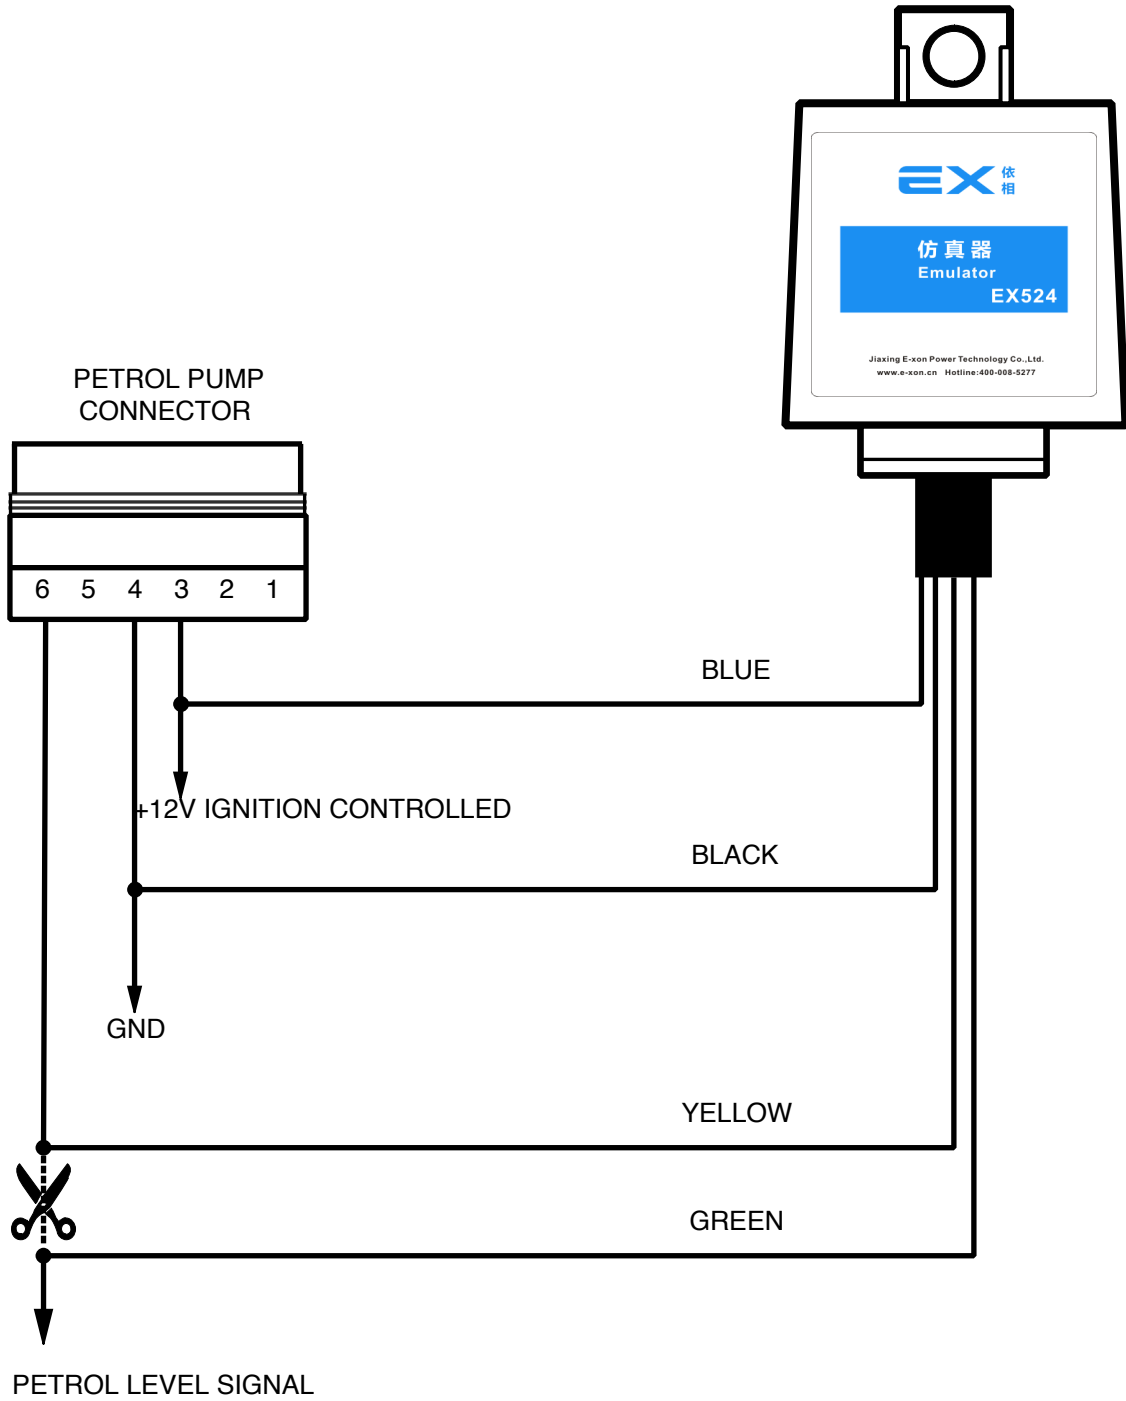 EX 依相
仿真器
Emulator
EX524
Jiaxing E-xon Power Technology Co.,Ltd.
www.e-xon.cn Hotline:400-008-5277
PETROL PUMP
CONNECTOR
6 5 4 3 2 1
BLUE
+12V IGNITION CONTROLLED
BLACK
GND
YELLOW
GREEN
PETROL LEVEL SIGNAL